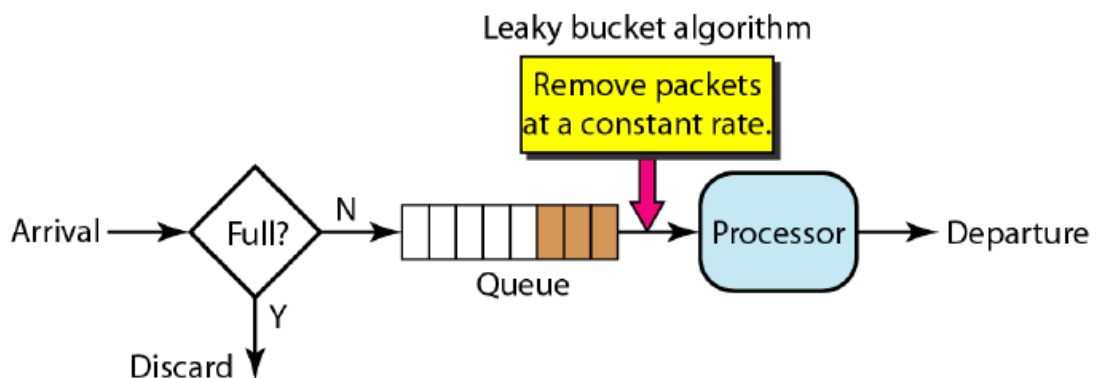 Leaky bucket algorithm
Remove packets
at a constant rate.
Arrival
Full?
N
Queue
Processor
Departure
Y
Discard